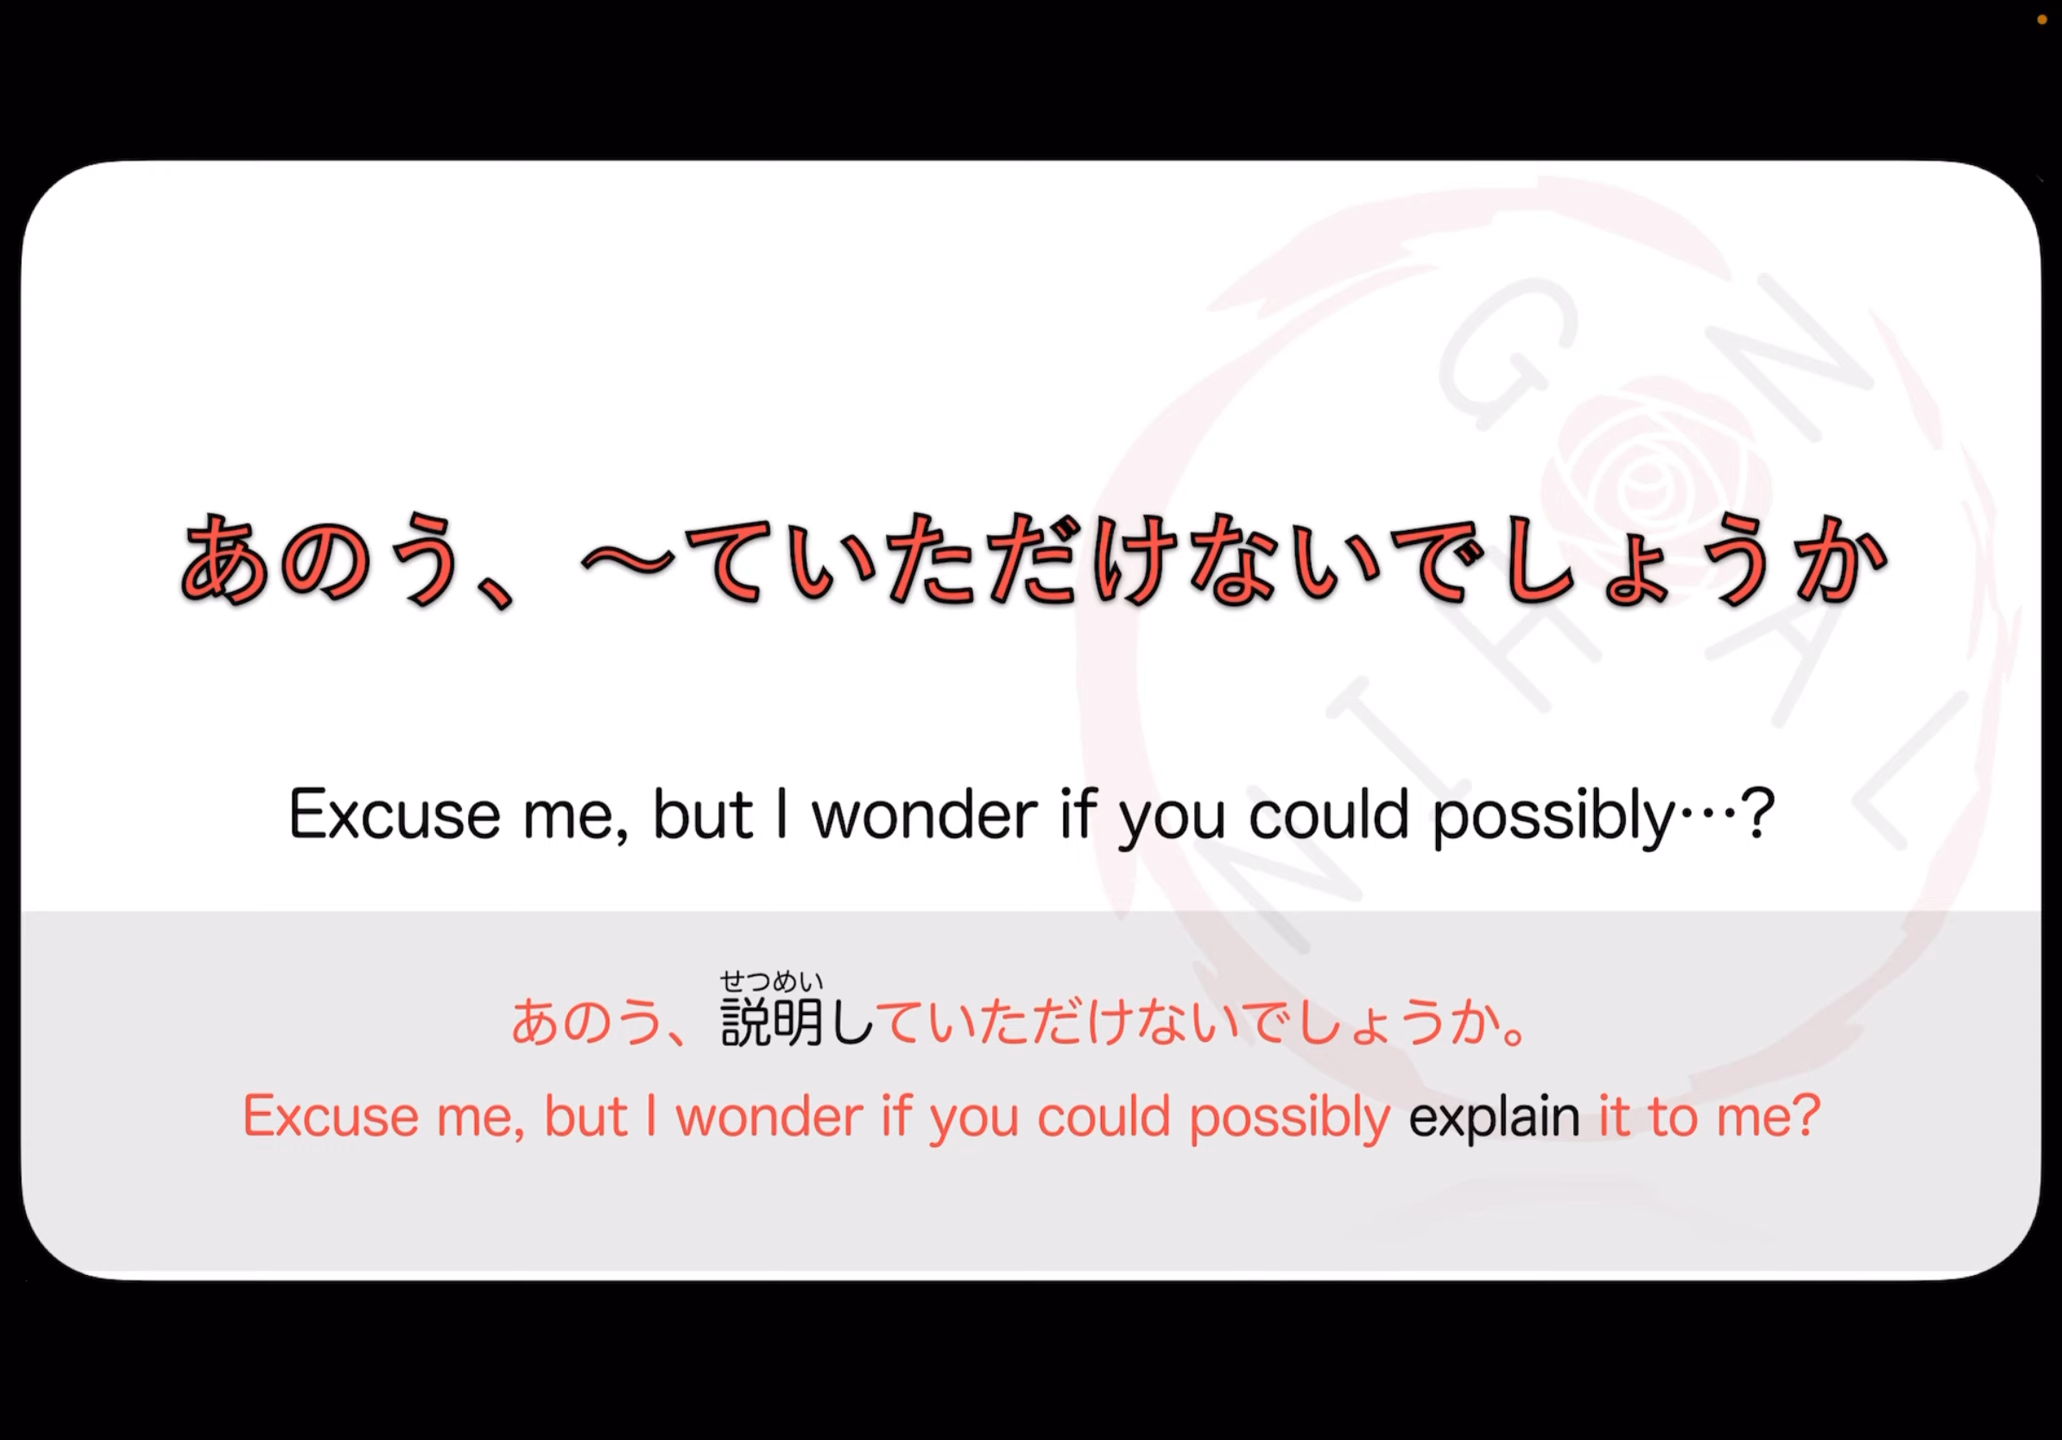 あのう、〜ていただけないでしょうか
Excuse me, but I wonder if you could possibly…?
せつめい
あのう、説明していただけないでしょうか。
Excuse me, but I wonder if you could possibly explain it to me?
NIHONGNAL